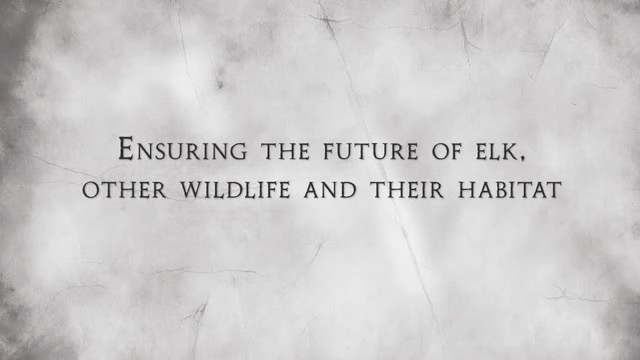 Ensuring the future of elk,
other wildlife and their habitat